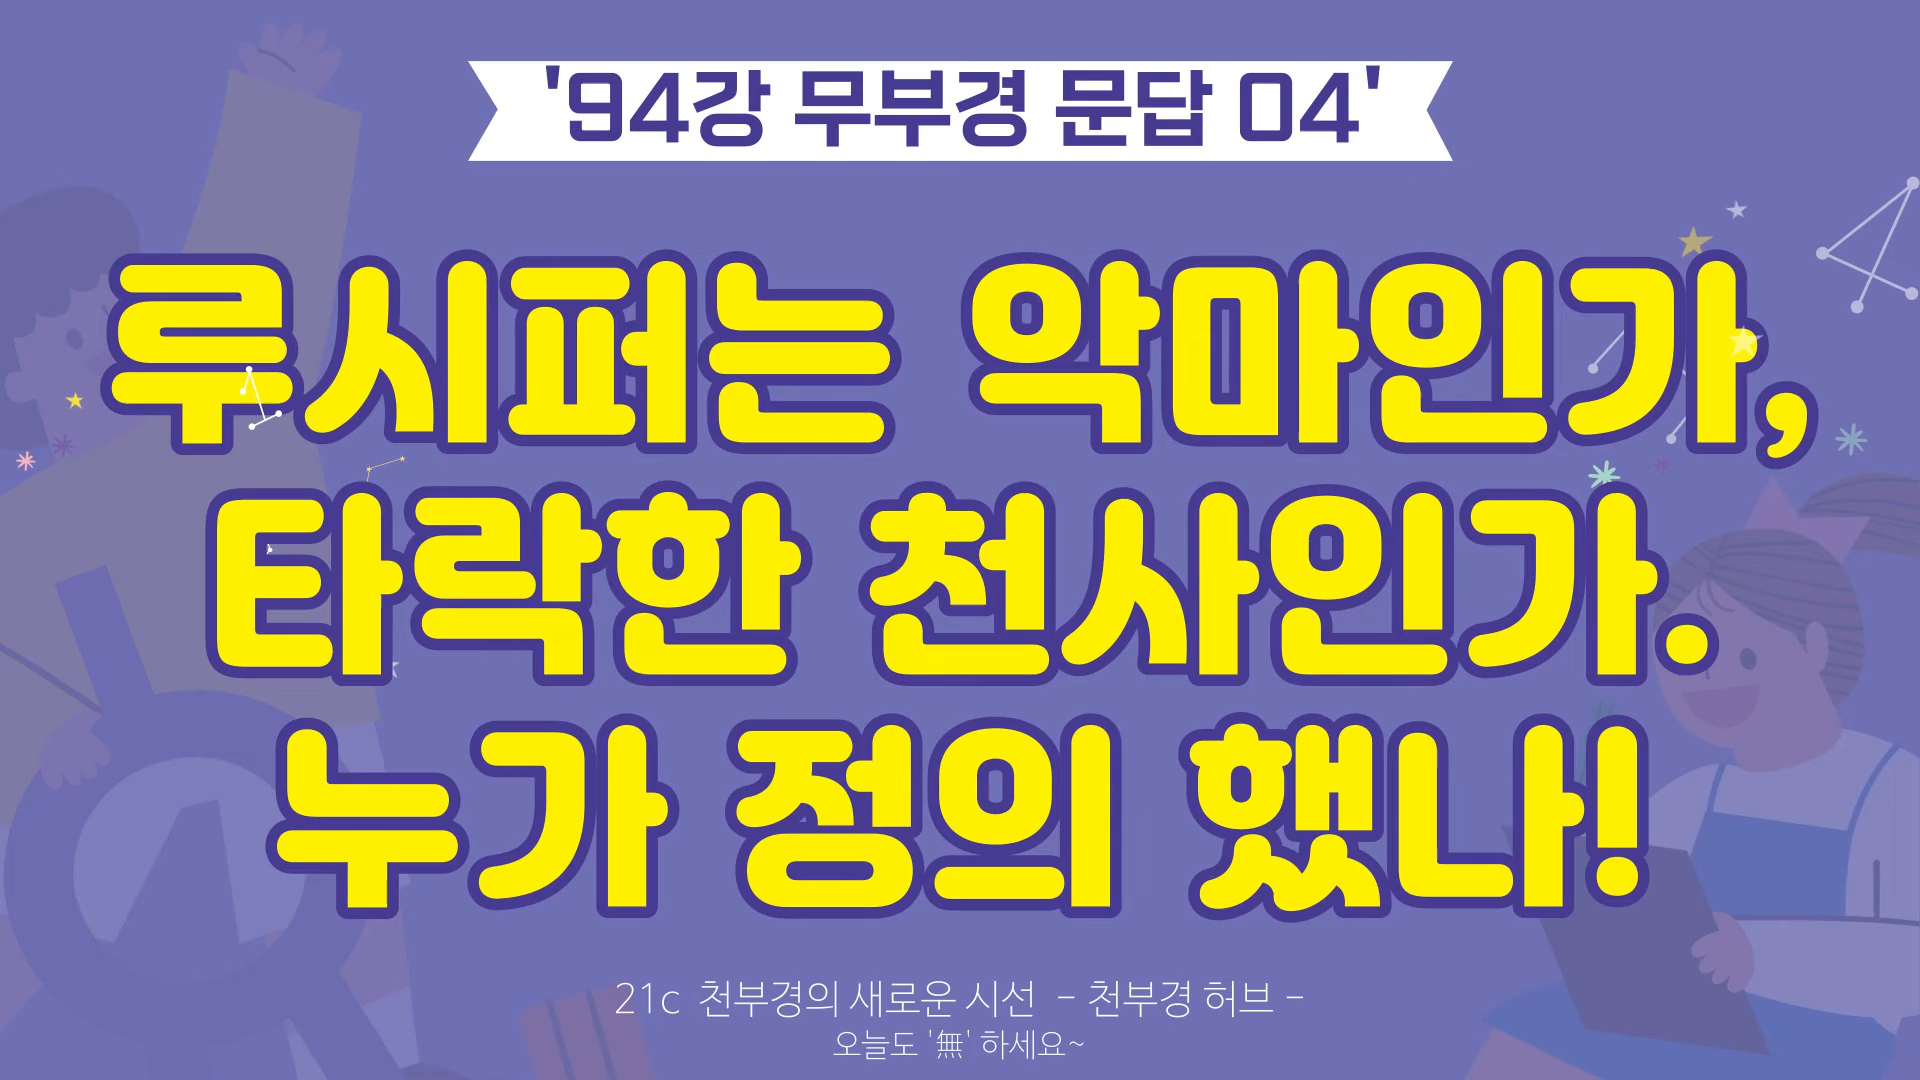 '94강 무부경 문답 04'
루시퍼는 악마인가,
타락한 천사인가.
누가 정의 했나!
21c 천부경의 새로운 시선 - 천부경 허브 -
오늘도 '無' 하세요~